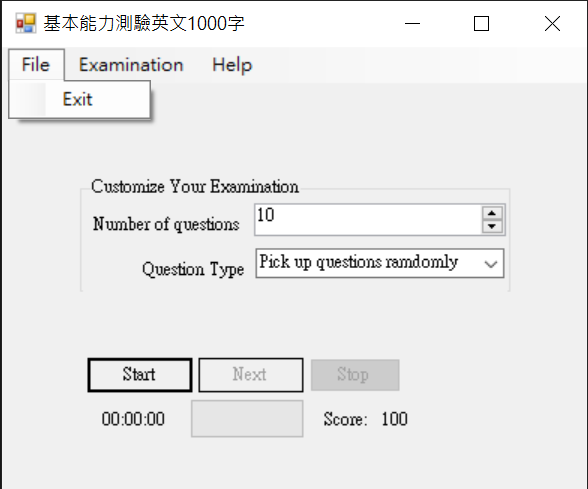 基本能力測驗英文1000字
File Examination Help
Exit
Customize Your Examination
Number of questions 10
Question Type Pick up questions ramdomly
Start Next Stop
00:00:00 Score: 100